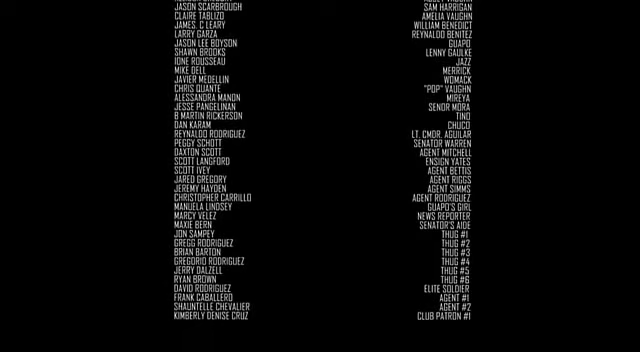 JASON SCARBROUGH SAM HARRIGAN
CLAIRE TABLIZO AMELIA VAUGHN
JAMES. C LEARY WILLIAM BENEDICT
LARRY GARZA REYNALDO BENITEZ
JASON LEE BOYSON GUAPO
SHAWN BROOKS LENNY GAULKE
IONE ROUSSEAU JAZZ
MIKE DELL MERRICK
JAVIER MEDELLIN WOMACK
CHRIS QUANTE "POP" VAUGHN
ALESSANDRA MANON MIREYA
JESSE PANGELINAN SENOR MORA
B MARTIN RICKERSON TINO
DAN KARAM CHUCO
REYNALDO RODRIGUEZ LT. CMDR. AGUILAR
PEGGY SCHOTT SENATOR WARREN
DAXTON SCOTT AGENT MITCHELL
SCOTT LANGFORD ENSIGN YATES
SCOTT IVEY AGENT BETTIS
JARED GREGORY AGENT RIGGS
JEREMY HAYDEN AGENT SIMMS
CHRISTOPHER CARRILLO AGENT RODRIGUEZ
MANUELA LINDSEY GUAPO'S GIRL
MARCY VELEZ NEWS REPORTER
MAXIE BERN SENATOR'S AIDE
JON SAMPEY THUG #1
GREGG RODRIGUEZ THUG #2
BRIAN BARTON THUG #3
GREGORIO RODRIGUEZ THUG #4
JERRY DALZELL THUG #5
RYAN BROWN THUG #6
DAVID RODRIGUEZ ELITE SOLDIER
FRANK CABALLERO AGENT #1
SHAUNTELLE CHEVALIER AGENT #2
KIMBERLY DENISE CRUZ CLUB PATRON #1